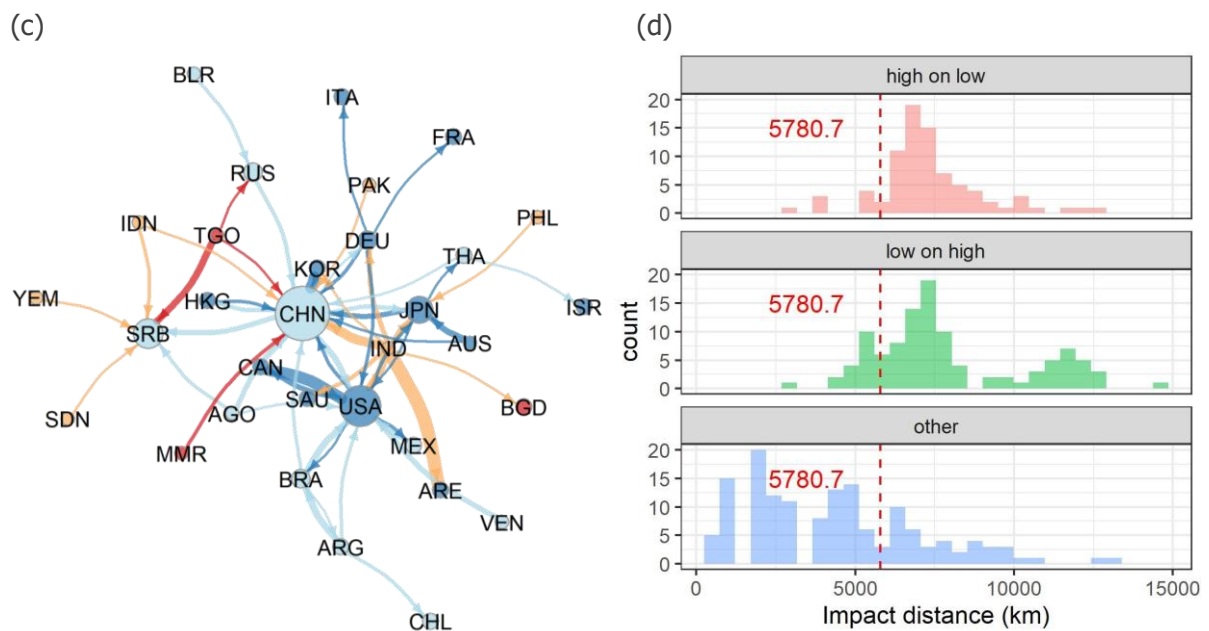 (c)
BLR
ITA
FRA
RUS
PAK
IDN
TGO
PHL
DEU
THA
KOR
YEM
HKG
CHN
JPN
ISR
SRB
IND
AUS
CAN
SAU
USA
BGD
SDN
AGO
MMR
MEX
BRA
ARE
VEN
ARG
CHL
(d)
high on low
5780.7
20
15
10
5
0
low on high
5780.7
20
15
10
5
0
count
other
5780.7
20
15
10
5
0
0 5000 10000 15000
Impact distance (km)